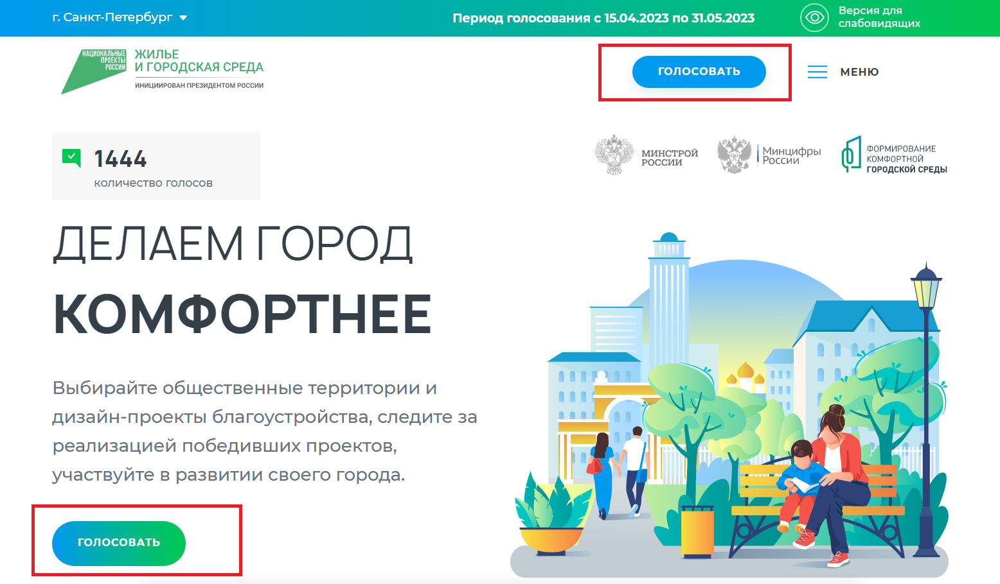 г. Санкт-Петербург
Период голосования с 15.04.2023 по 31.05.2023
Версия для
слабовидящих
НАЦИОНАЛЬНЫЕ
ПРОЕКТЫ
РОССИИ
ЖИЛЬЕ
И ГОРОДСКАЯ СРЕДА
ИНИЦИИРОВАН ПРЕЗИДЕНТОМ РОССИИ
ГОЛОСОВАТЬ
МЕНЮ
1444
количество голосов
МИНСТРОЙ
РОССИИ
Минцифры
России
ФОРМИРОВАНИЕ
КОМФОРТНОЙ
ГОРОДСКОЙ СРЕДЫ
ДЕЛАЕМ ГОРОД
КОМФОРТНЕЕ
Выбирайте общественные территории и
дизайн-проекты благоустройства, следите за
реализацией победивших проектов,
участвуйте в развитии своего города.
ГОЛОСОВАТЬ